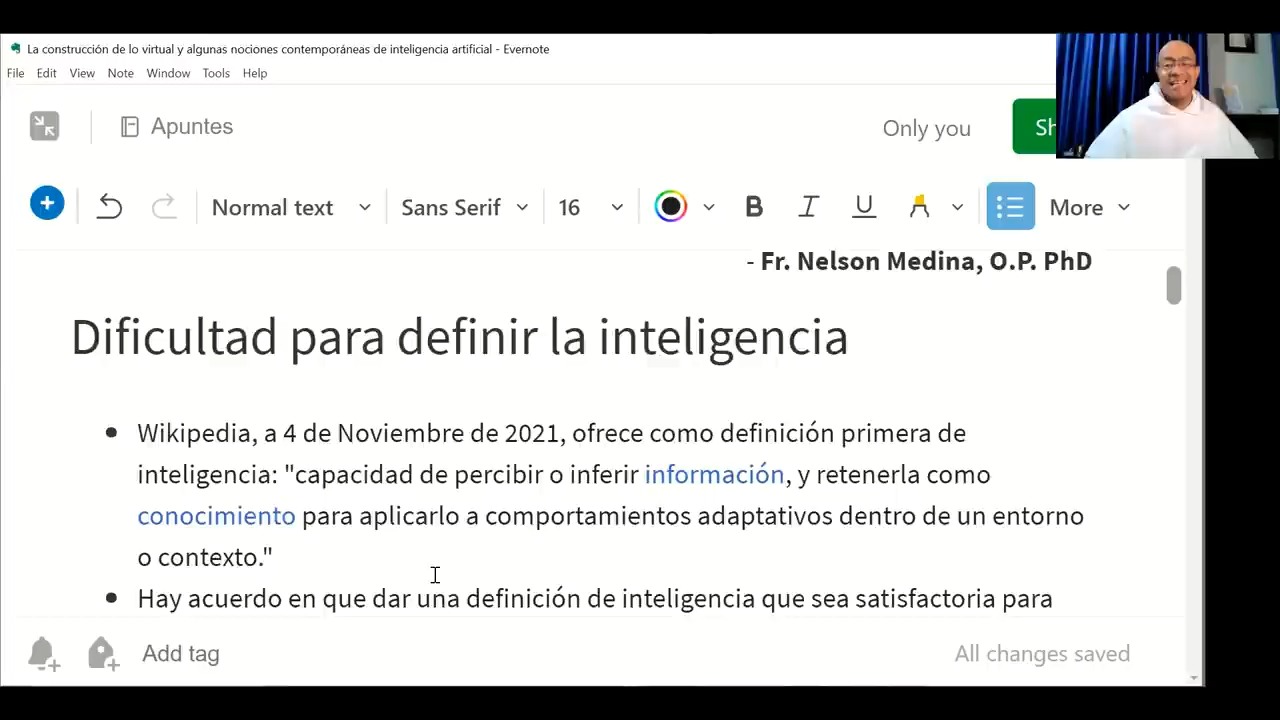 La construcción de lo virtual y algunas nociones contemporáneas de inteligencia artificial - Evernote
File Edit View Note Window Tools Help
Apuntes
Only you
Normal text
Sans Serif
16
B I U
More
- Fr. Nelson Medina, O.P. PhD
Dificultad para definir la inteligencia
Wikipedia, a 4 de Noviembre de 2021, ofrece como definición primera de
inteligencia: "capacidad de percibir o inferir información, y retenerla como
conocimiento para aplicarlo a comportamientos adaptativos dentro de un entorno
o contexto."
Hay acuerdo en que dar una definición de inteligencia que sea satisfactoria para
Add tag
All changes saved